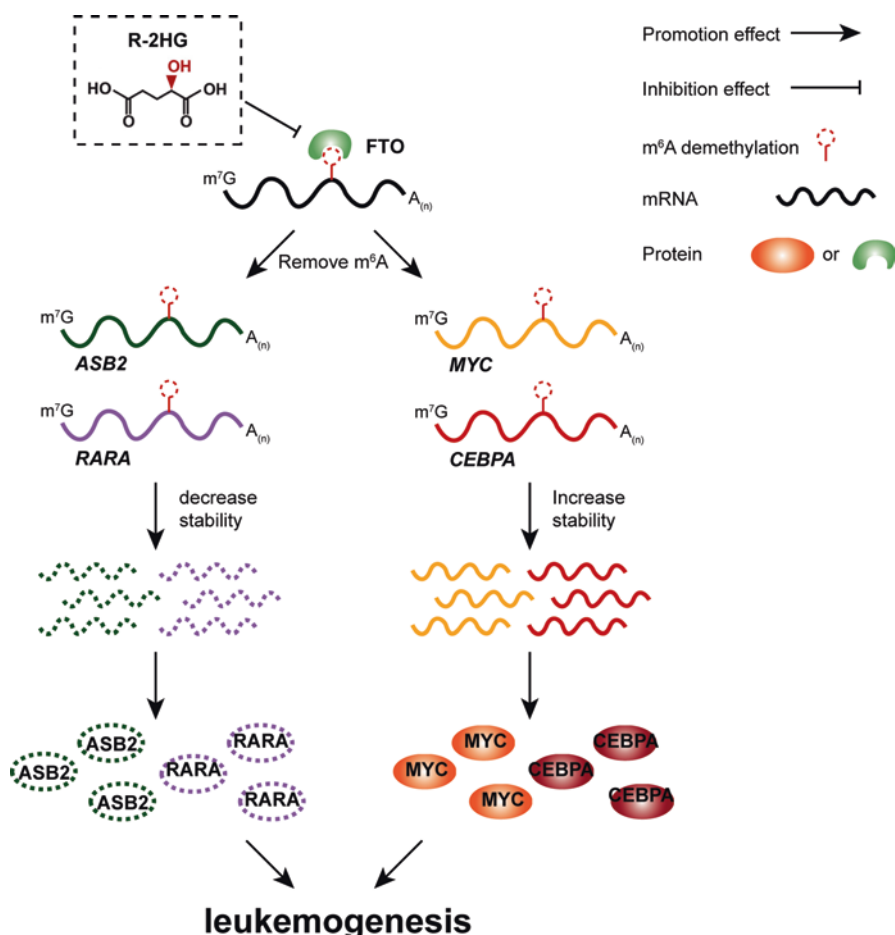 R-2HG
OH
HO
OH
O
O
FTO
m⁷G
A(n)
Remove m⁶A
Promotion effect
Inhibition effect
m⁶A demethylation
mRNA
Protein
or
m⁷G
A(n)
ASB2
m⁷G
A(n)
MYC
m⁷G
A(n)
RARA
m⁷G
A(n)
CEBPA
decrease
stability
Increase
stability
ASB2
ASB2
ASB2
RARA
RARA
RARA
MYC
MYC
MYC
CEBPA
CEBPA
CEBPA
leukemogenesis